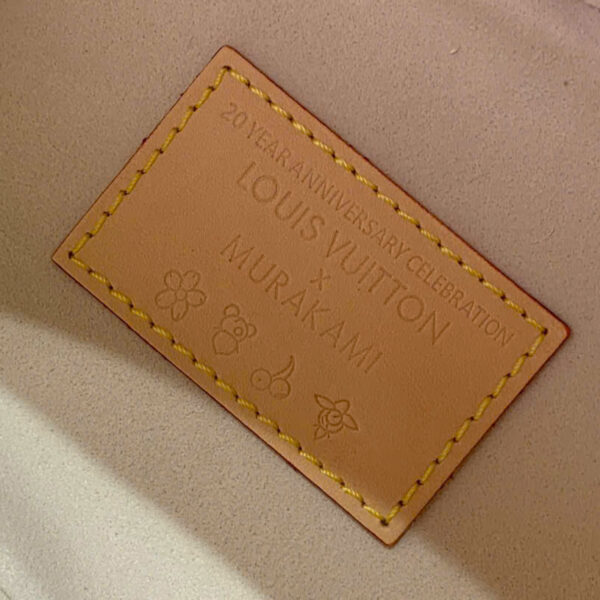 20 YEAR ANNIVERSARY CELEBRATION
LOUIS VUITTON
x
MURAKAMI